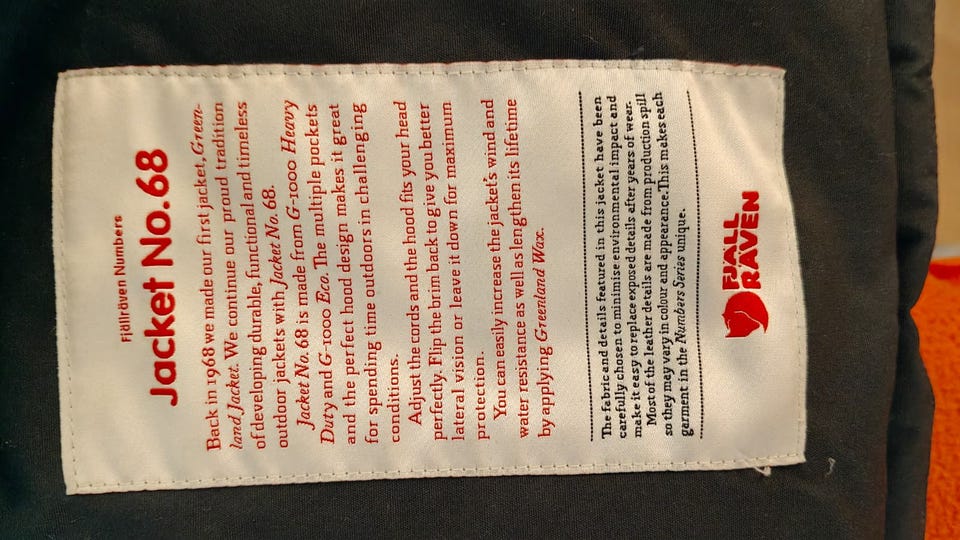 Fjällräven Numbers
Jacket No.68
Back in 1968 we made our first jacket, Green-
land Jacket. We continue our proud tradition
of developing durable, functional and timeless
outdoor jackets with Jacket No. 68.
Jacket No. 68 is made from G-1000 Heavy
Duty and G-1000 Eco. The multiple pockets
and the perfect hood design makes it great
for spending time outdoors in challenging
conditions.
Adjust the cords and the hood fits your head
perfectly. Flip the brim back to give you better
lateral vision or leave it down for maximum
protection.
You can easily increase the jacket's wind and
water resistance as well as lengthen its lifetime
by applying Greenland Wax.
The fabric and details featured in this jacket have been
carefully chosen to minimise environmental impact and
make it easy to replace exposed details after years of wear.
Most of the leather details are made from production spill
so they may vary in colour and appearance. This makes each
garment in the Numbers Series unique.
FJALL
RAVEN